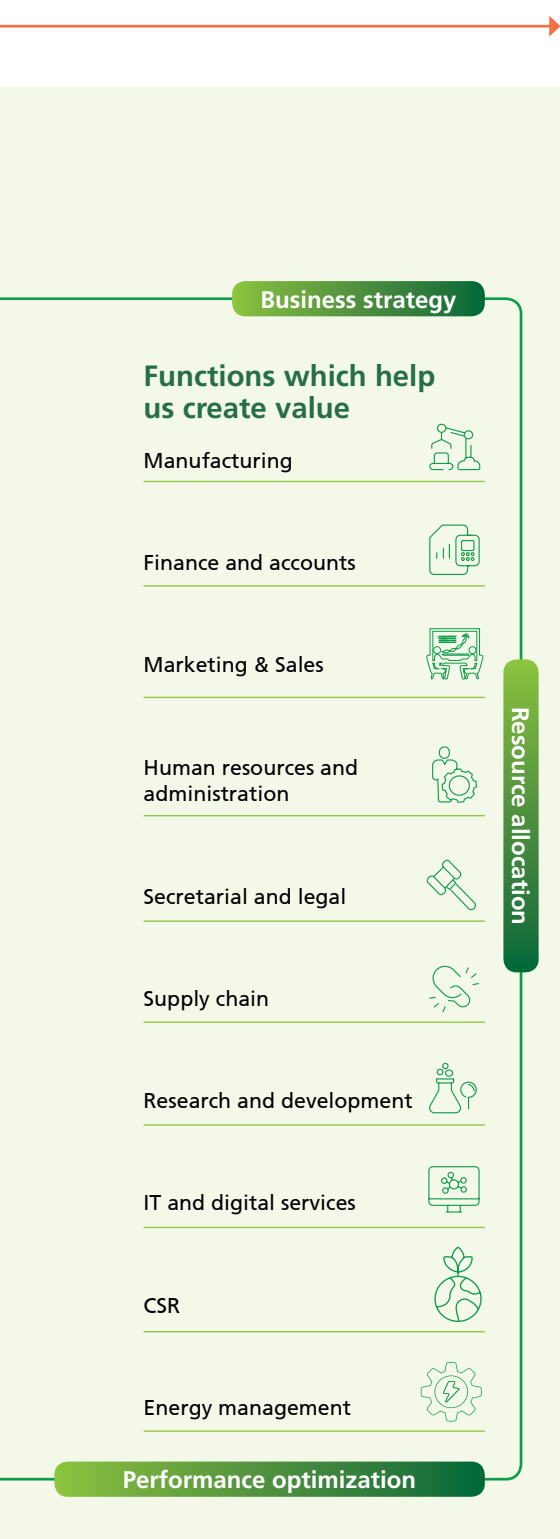 Business strategy
Functions which help
us create value
Manufacturing
Finance and accounts
Marketing & Sales
Human resources and
administration
Resource allocation
Secretarial and legal
Supply chain
Research and development
IT and digital services
CSR
Energy management
Performance optimization